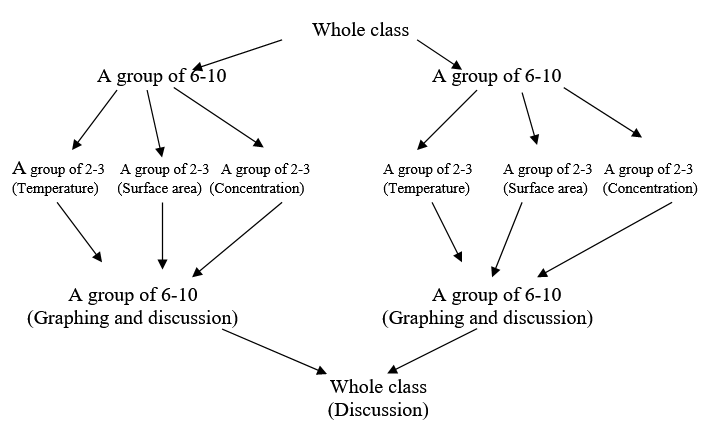 Whole class
A group of 6-10
A group of 6-10
A group of 2-3
(Temperature)
A group of 2-3
(Surface area)
A group of 2-3
(Concentration)
A group of 2-3
(Temperature)
A group of 2-3
(Surface area)
A group of 2-3
(Concentration)
A group of 6-10
(Graphing and discussion)
A group of 6-10
(Graphing and discussion)
Whole class
(Discussion)